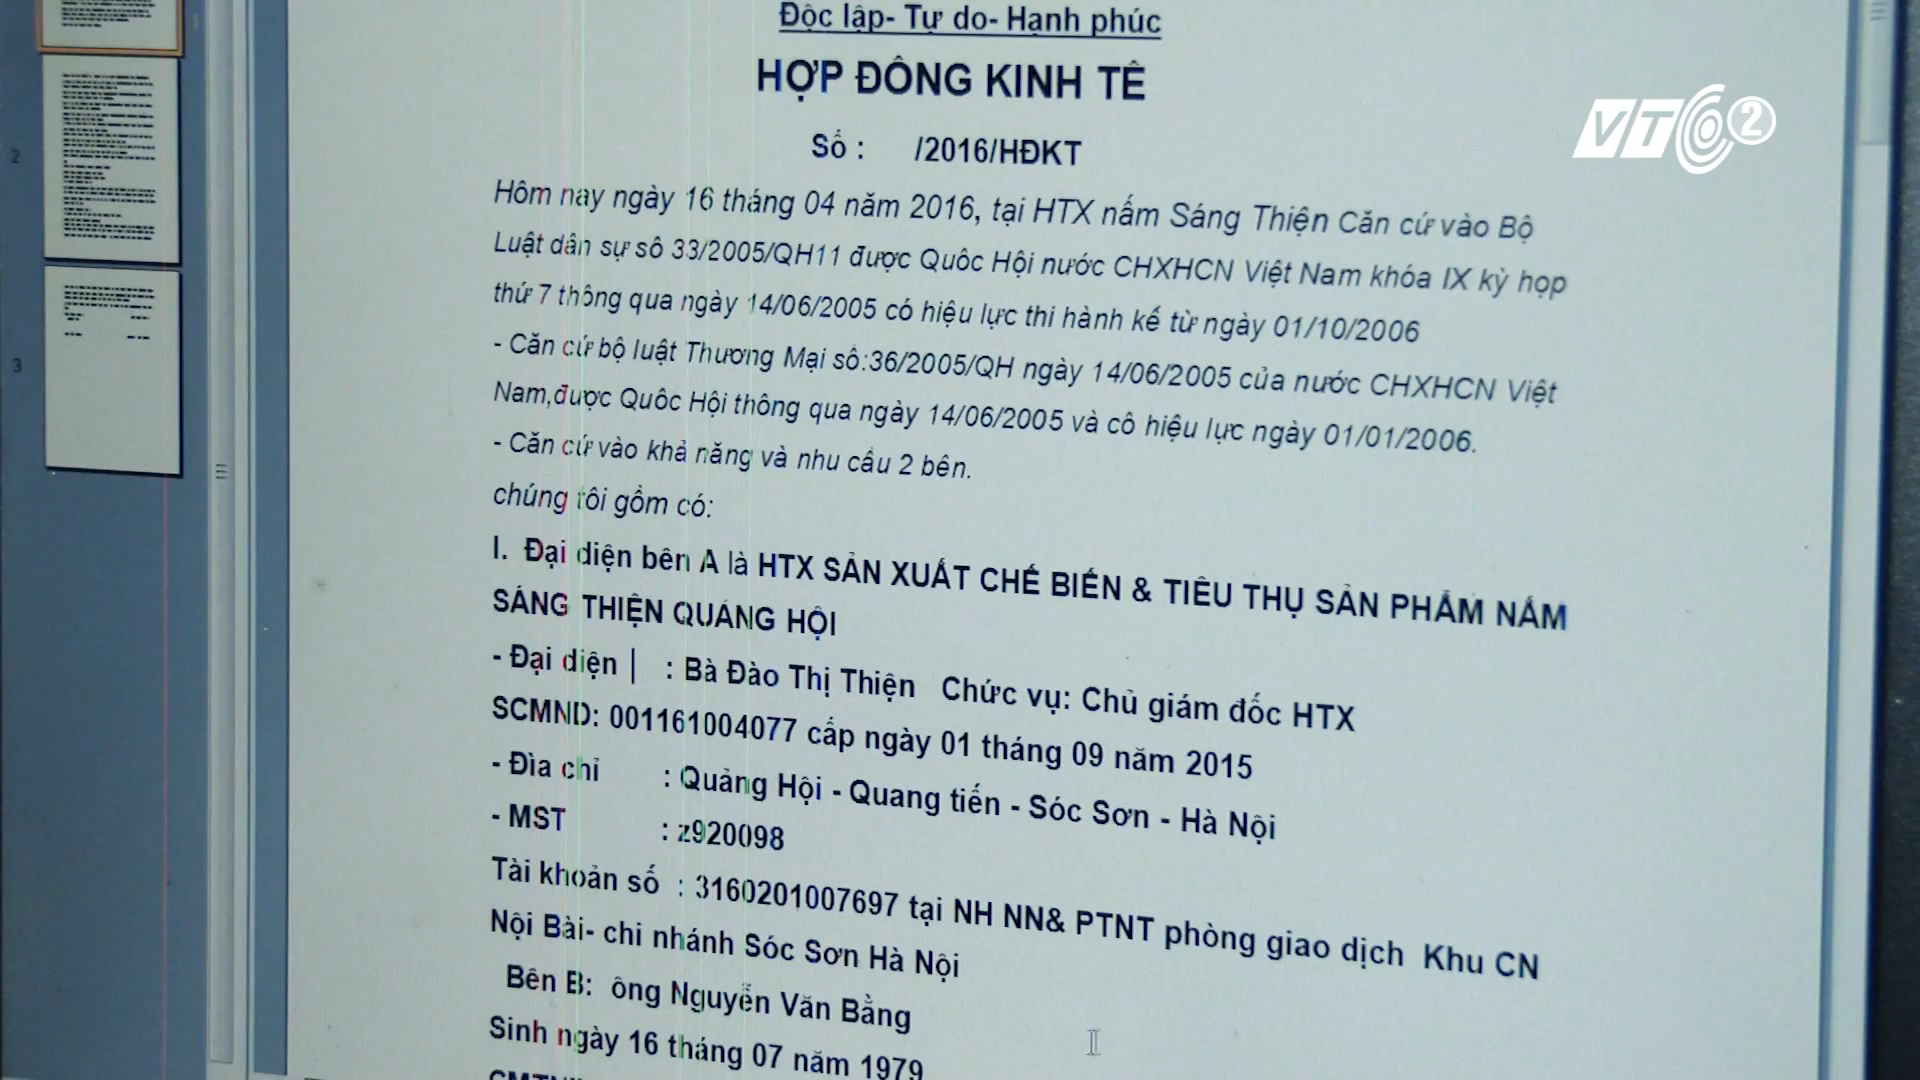 Độc lập- Tự do- Hạnh phúc
HỢP ĐỒNG KINH TẾ
VTC2
Số : /2016/HĐKT
Hôm nay ngày 16 tháng 04 năm 2016, tại HTX nấm Sáng Thiện Căn cứ vào Bộ
Luật dân sự số 33/2005/QH11 được Quốc Hội nước CHXHCN Việt Nam khóa IX kỳ họp
thứ 7 thông qua ngày 14/06/2005 có hiệu lực thi hành kể từ ngày 01/10/2006
2
- Căn cứ bộ luật Thương Mại số:36/2005/QH ngày 14/06/2005 của nước CHXHCN Việt
Nam,được Quốc Hội thông qua ngày 14/06/2005 và cô hiệu lực ngày 01/01/2006.
3
- Căn cứ vào khả năng và nhu cầu 2 bên.
chúng tôi gồm có:
I. Đại diện bên A là HTX SẢN XUẤT CHẾ BIẾN & TIÊU THỤ SẢN PHẨM NẤM
SÁNG THIỆN QUẢNG HỘI
- Đại diện | : Bà Đào Thị Thiện Chức vụ: Chủ giám đốc HTX
SCMND: 001161004077 cấp ngày 01 tháng 09 năm 2015
- Đìa chỉ : Quảng Hội - Quang tiến - Sóc Sơn - Hà Nội
- MST : z920098
Tài khoản số : 3160201007697 tại NH NN& PTNT phòng giao dịch Khu CN
Nội Bài- chi nhánh Sóc Sơn Hà Nội
Bên B: ông Nguyễn Văn Bằng
Sinh ngày 16 tháng 07 năm 1979